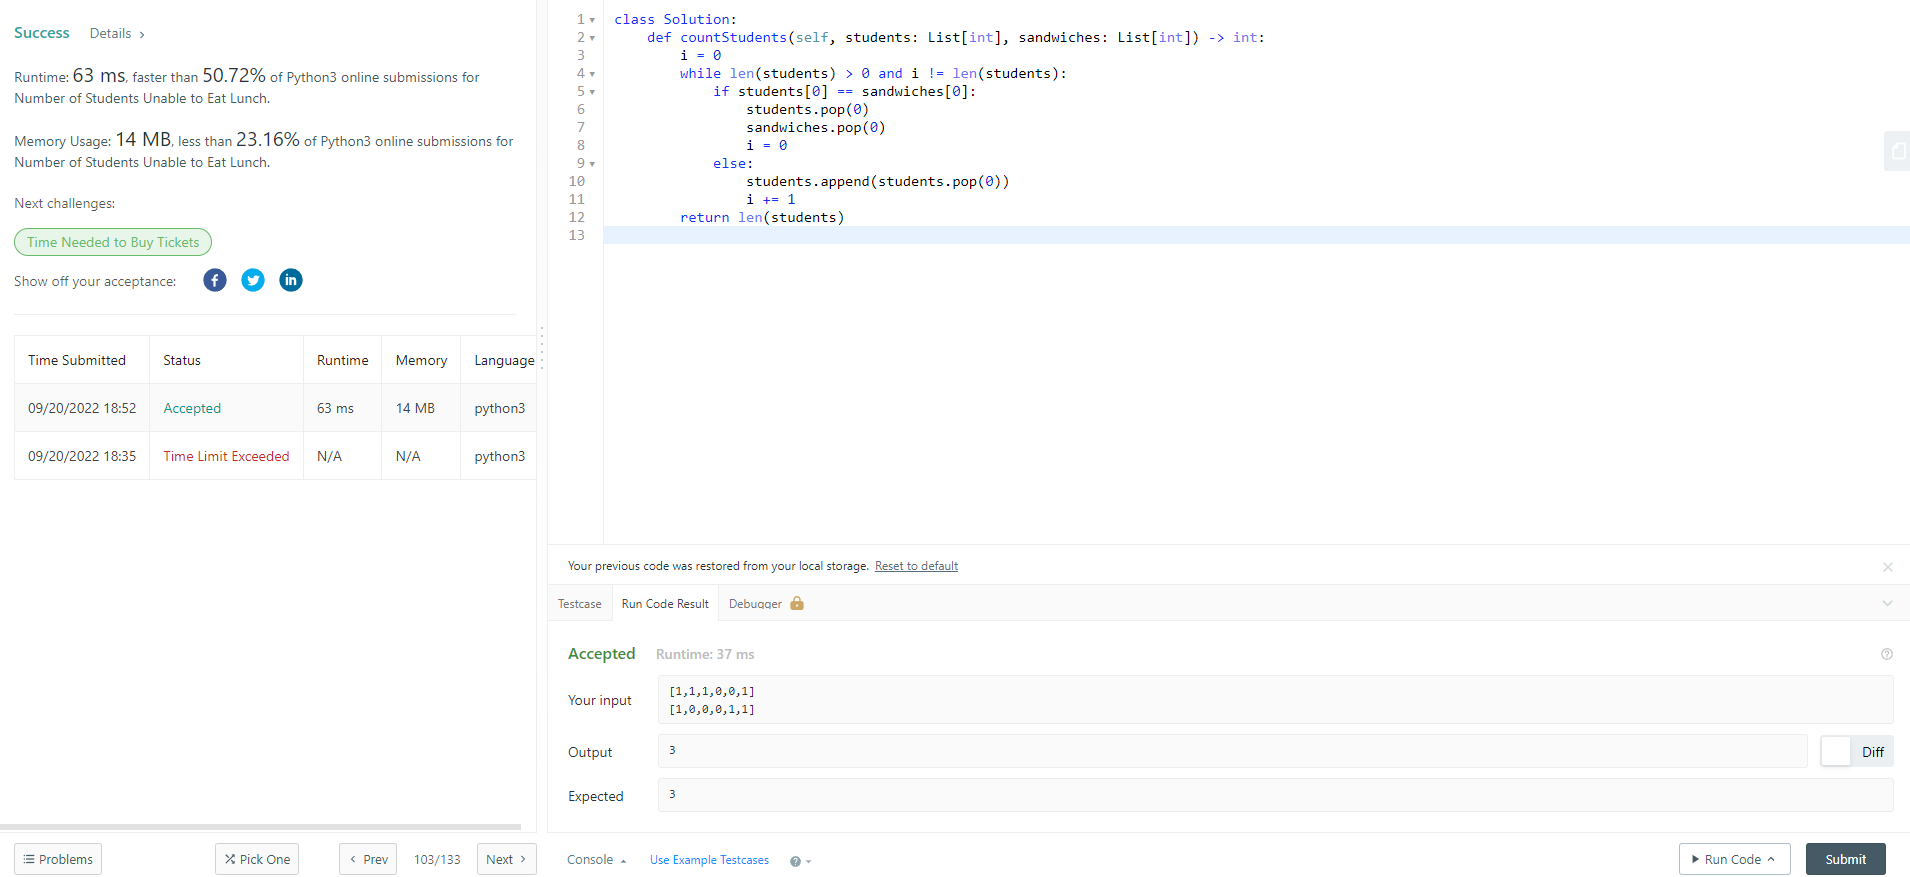 Success Details >
Runtime: 63 ms, faster than 50.72% of Python3 online submissions for
Number of Students Unable to Eat Lunch.
Memory Usage: 14 MB, less than 23.16% of Python3 online submissions for
Number of Students Unable to Eat Lunch.
Next challenges:
Time Needed to Buy Tickets
Show off your acceptance:
Time Submitted Status Runtime Memory Language
09/20/2022 18:52 Accepted 63 ms 14 MB python3
09/20/2022 18:35 Time Limit Exceeded N/A N/A python3
Problems Pick One < Prev 103/133 Next >
1 class Solution:
2 def countStudents(self, students: List[int], sandwiches: List[int]) -> int:
3 i = 0
4 while len(students) > 0 and i != len(students):
5 if students[0] == sandwiches[0]:
6 students.pop(0)
7 sandwiches.pop(0)
8 i = 0
9 else:
10 students.append(students.pop(0))
11 i += 1
12 return len(students)
13
Your previous code was restored from your local storage. Reset to default
Testcase Run Code Result Debugger
Accepted Runtime: 37 ms
Your input
[1,1,1,0,0,1]
[1,0,0,0,1,1]
Output 3 Diff
Expected 3
Console Use Example Testcases ? Run Code Submit